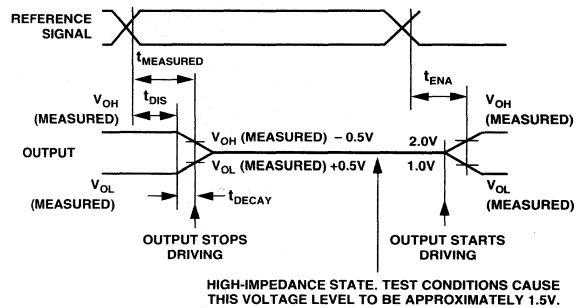 REFERENCE
SIGNAL
tMEASURED
tENA
tDIS
VOH
(MEASURED)
VOH
(MEASURED)
VOH (MEASURED) – 0.5V
2.0V
OUTPUT
VOL (MEASURED) +0.5V
1.0V
VOL
(MEASURED)
VOL
(MEASURED)
tDECAY
OUTPUT STOPS
DRIVING
OUTPUT STARTS
DRIVING
HIGH-IMPEDANCE STATE. TEST CONDITIONS CAUSE
THIS VOLTAGE LEVEL TO BE APPROXIMATELY 1.5V.